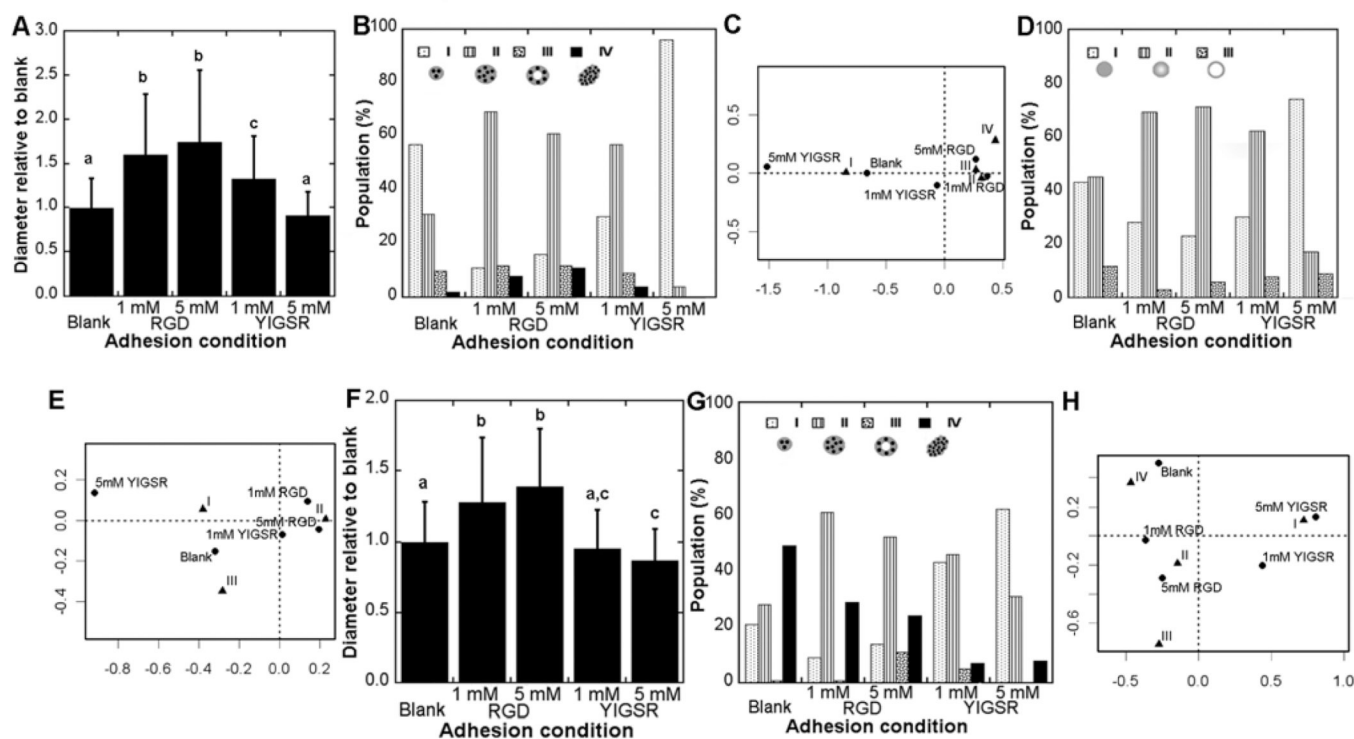 A
Diameter relative to blank
3.0
2.5
2.0
1.5
1.0
0.5
0.0
a
b
b
c
a
Blank
1 mM
5 mM
1 mM
5 mM
RGD
YIGSR
Adhesion condition
B
Population (%)
100
80
60
40
20
0
I
II
III
IV
Blank
1 mM
5 mM
1 mM
5 mM
RGD
YIGSR
Adhesion condition
C
0.5
0.0
-0.5
IV
5mM RGD
5mM YIGSR
I
Blank
III
II
1mM YIGSR
1mM RGD
-1.5
-1.0
-0.5
0.0
0.5
D
Population (%)
100
80
60
40
20
0
I
II
III
Blank
1 mM
5 mM
1 mM
5 mM
RGD
YIGSR
Adhesion condition
E
0.2
0.0
-0.2
-0.4
5mM YIGSR
I
1mM RGD
II
5mM RGD
1mM YIGSR
Blank
III
-0.8
-0.6
-0.4
-0.2
0.0
0.2
F
Diameter relative to blank
2.0
1.5
1.0
0.5
0.0
a
b
b
a,c
c
Blank
1 mM
5 mM
1 mM
5 mM
RGD
YIGSR
Adhesion condition
G
Population (%)
100
80
60
40
20
0
I
II
III
IV
Blank
1 mM
5 mM
1 mM
5 mM
RGD
YIGSR
Adhesion condition
H
0.2
-0.2
-0.6
Blank
IV
5mM YIGSR
I
1mM RGD
II
1mM YIGSR
5mM RGD
III
-0.5
0.0
0.5
1.0